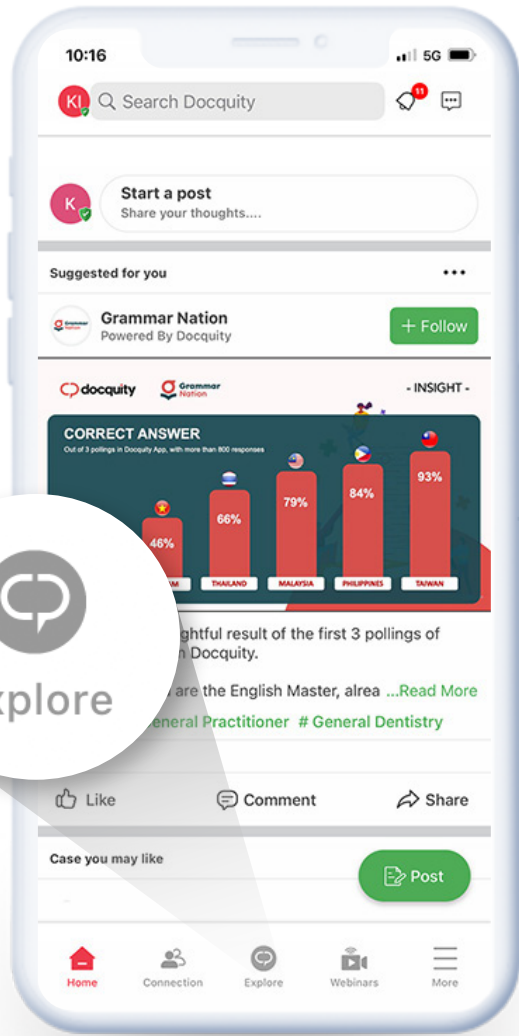 10:16
5G
KI
Search Docquity
11
K
Start a post
Share your thoughts....
Suggested for you
Grammar Nation
Powered By Docquity
+ Follow
docquity
Grammar
Nation
- INSIGHT -
CORRECT ANSWER
Out of 3 pollings in Docquity App, with more than 800 responses
46%
66%
79%
84%
93%
AM
THAILAND
MALAYSIA
PHILIPPINES
TAIWAN
ghtful result of the first 3 pollings of
n Docquity.
are the English Master, alrea ...Read More
eneral Practitioner # General Dentistry
xplore
Like
Comment
Share
Case you may like
Post
Home
Connection
Explore
Webinars
More